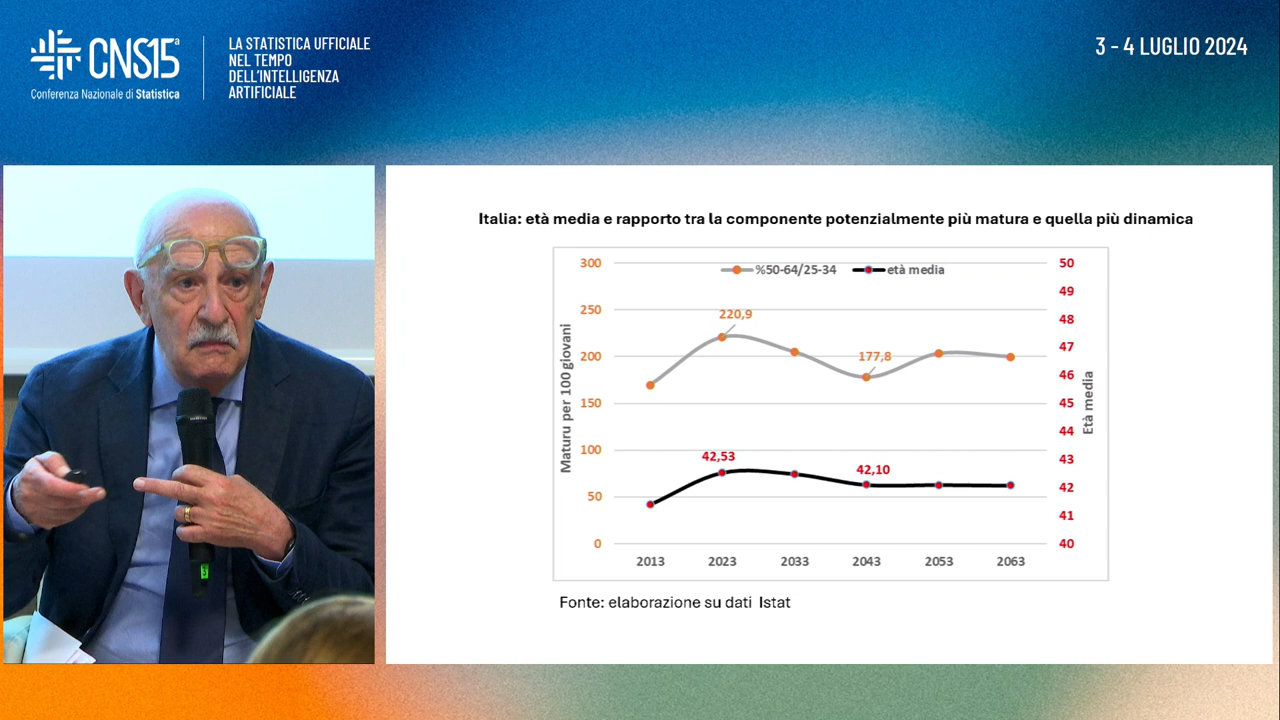 CNS15ª
Conferenza Nazionale di Statistica
LA STATISTICA UFFICIALE
NEL TEMPO
DELL'INTELLIGENZA
ARTIFICIALE
3 - 4 LUGLIO 2024
Italia: età media e rapporto tra la componente potenzialmente più matura e quella più dinamica
%50-64/25-34 età media
Maturu per 100 giovani
300
250
200
150
100
50
0
220,9
177,8
42,53
42,10
50
49
48
47
46
45
44
43
42
41
40
Età media
2013 2023 2033 2043 2053 2063
Fonte: elaborazione su dati Istat